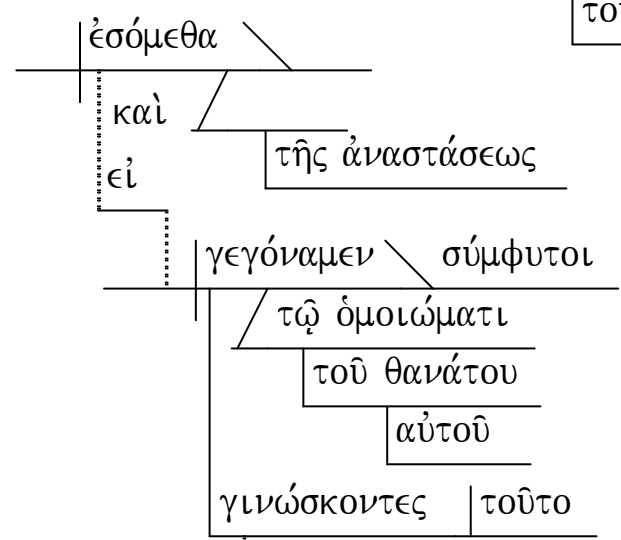 ἐσόμεθα
καὶ
τῆς ἀναστάσεως
εἰ
γεγόναμεν σύμφυτοι
τῷ ὁμοιώματι
τοῦ θανάτου
αὐτοῦ
γινώσκοντες τοῦτο